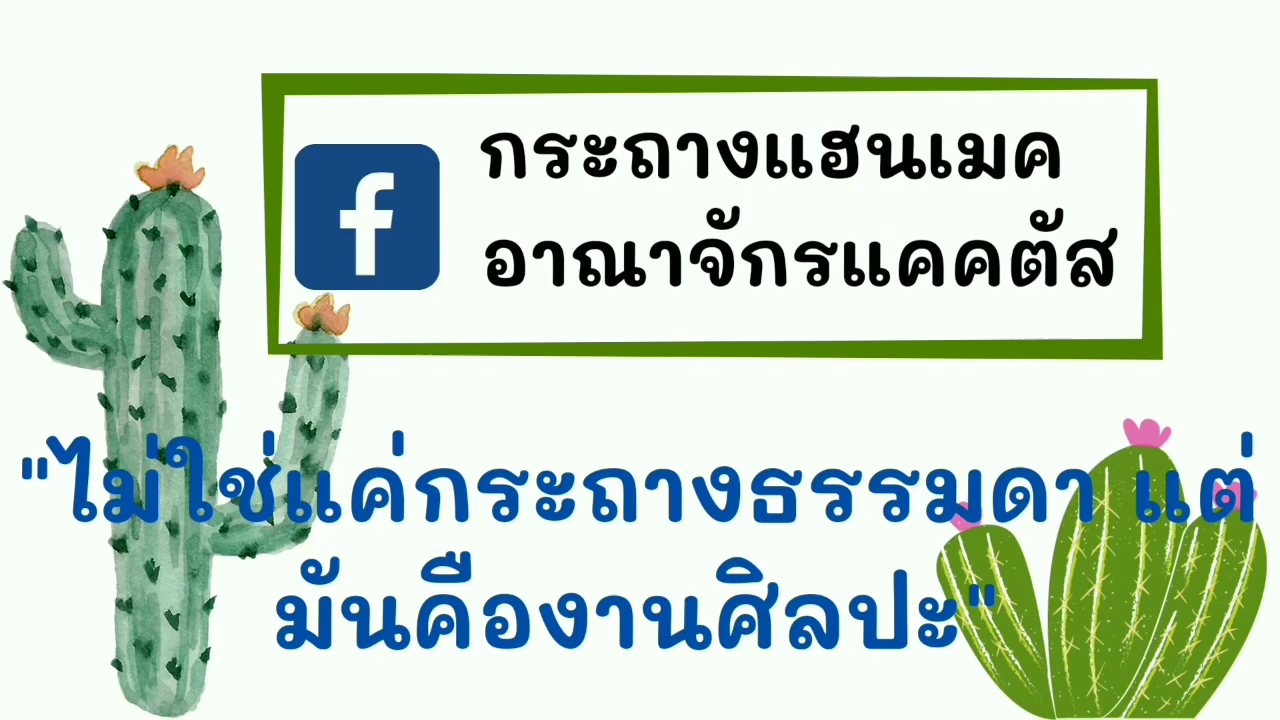 f
กระถางแฮนเมค
อาณาจักรแคคตัส
"ไม่ใช่แค่กระถางธรรมดา แต่
มันคืองานศิลปะ"